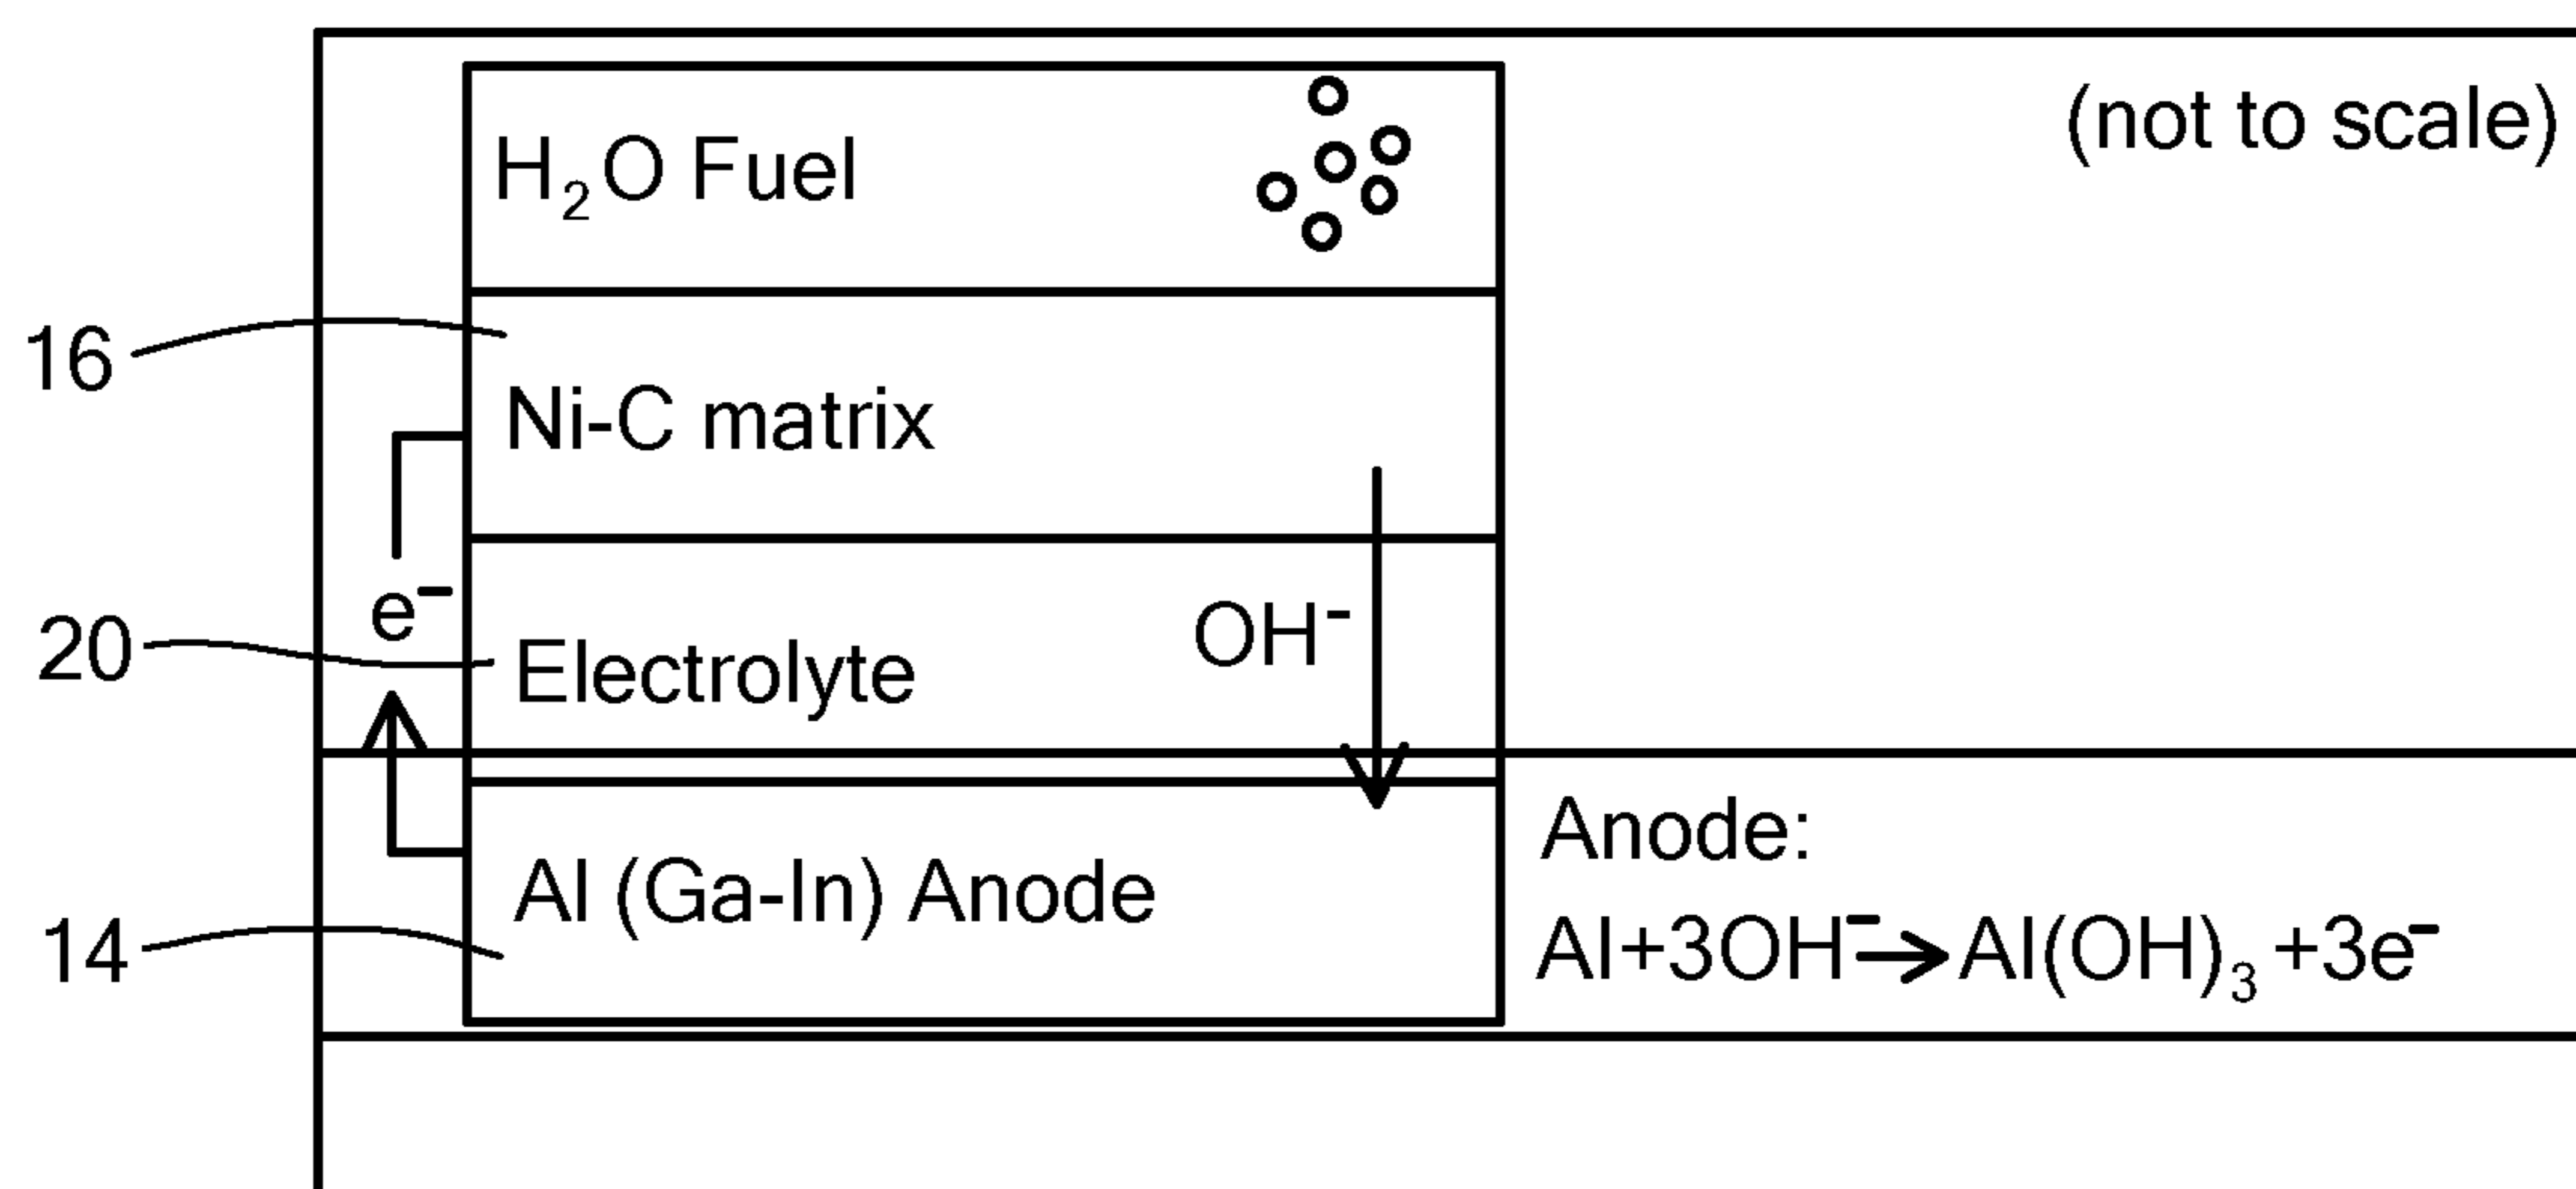 (not to scale)
H₂O Fuel
16
Ni-C matrix
e⁻
20
Electrolyte
OH⁻
14
Al (Ga-In) Anode
Anode:
Al+3OH⁻→Al(OH)₃+3e⁻